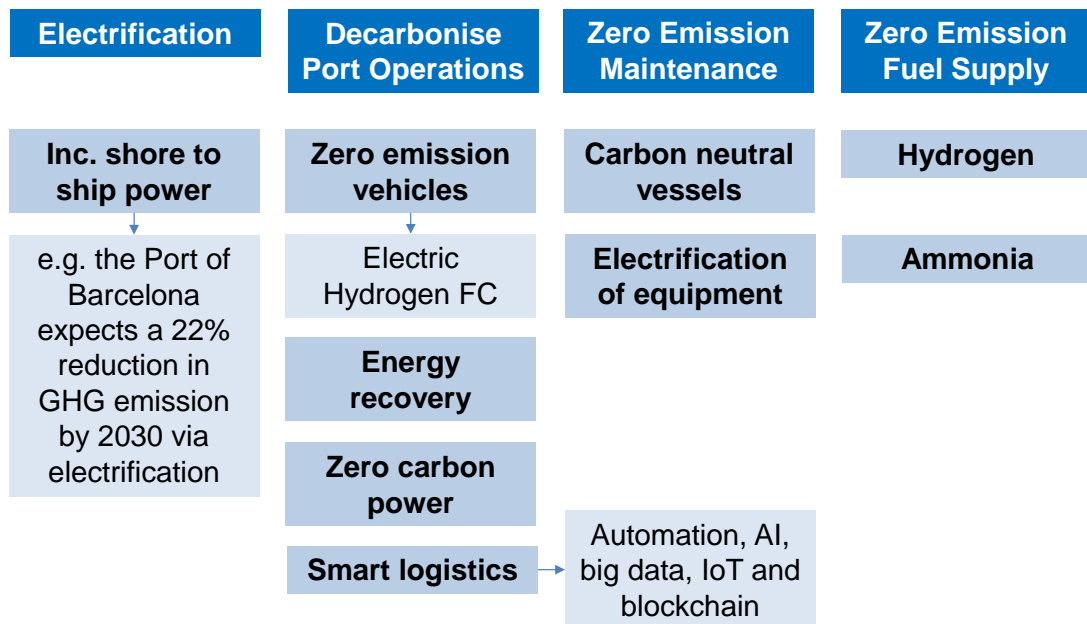 Electrification
Decarbonise
Port Operations
Zero Emission
Maintenance
Zero Emission
Fuel Supply
Inc. shore to
ship power
e.g. the Port of
Barcelona
expects a 22%
reduction in
GHG emission
by 2030 via
electrification
Zero emission
vehicles
Electric
Hydrogen FC
Energy
recovery
Zero carbon
power
Smart logistics
Automation, AI,
big data, IoT and
blockchain
Carbon neutral
vessels
Electrification
of equipment
Hydrogen
Ammonia